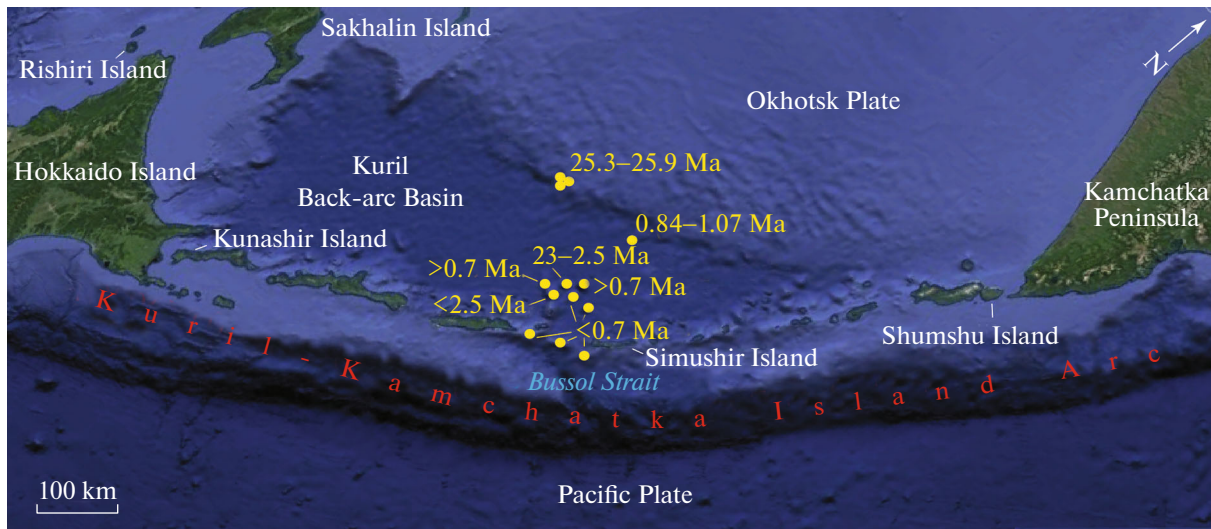 Sakhalin Island
Rishiri Island
N
Okhotsk Plate
25.3–25.9 Ma
Hokkaido Island
Kuril
Back-arc Basin
Kamchatka
Peninsula
0.84–1.07 Ma
Kunashir Island
23–2.5 Ma
>0.7 Ma
>0.7 Ma
<2.5 Ma
<0.7 Ma
Shumshu Island
Simushir Island
Bussol Strait
Kuril-Kamchatka Island Arc
100 km
Pacific Plate